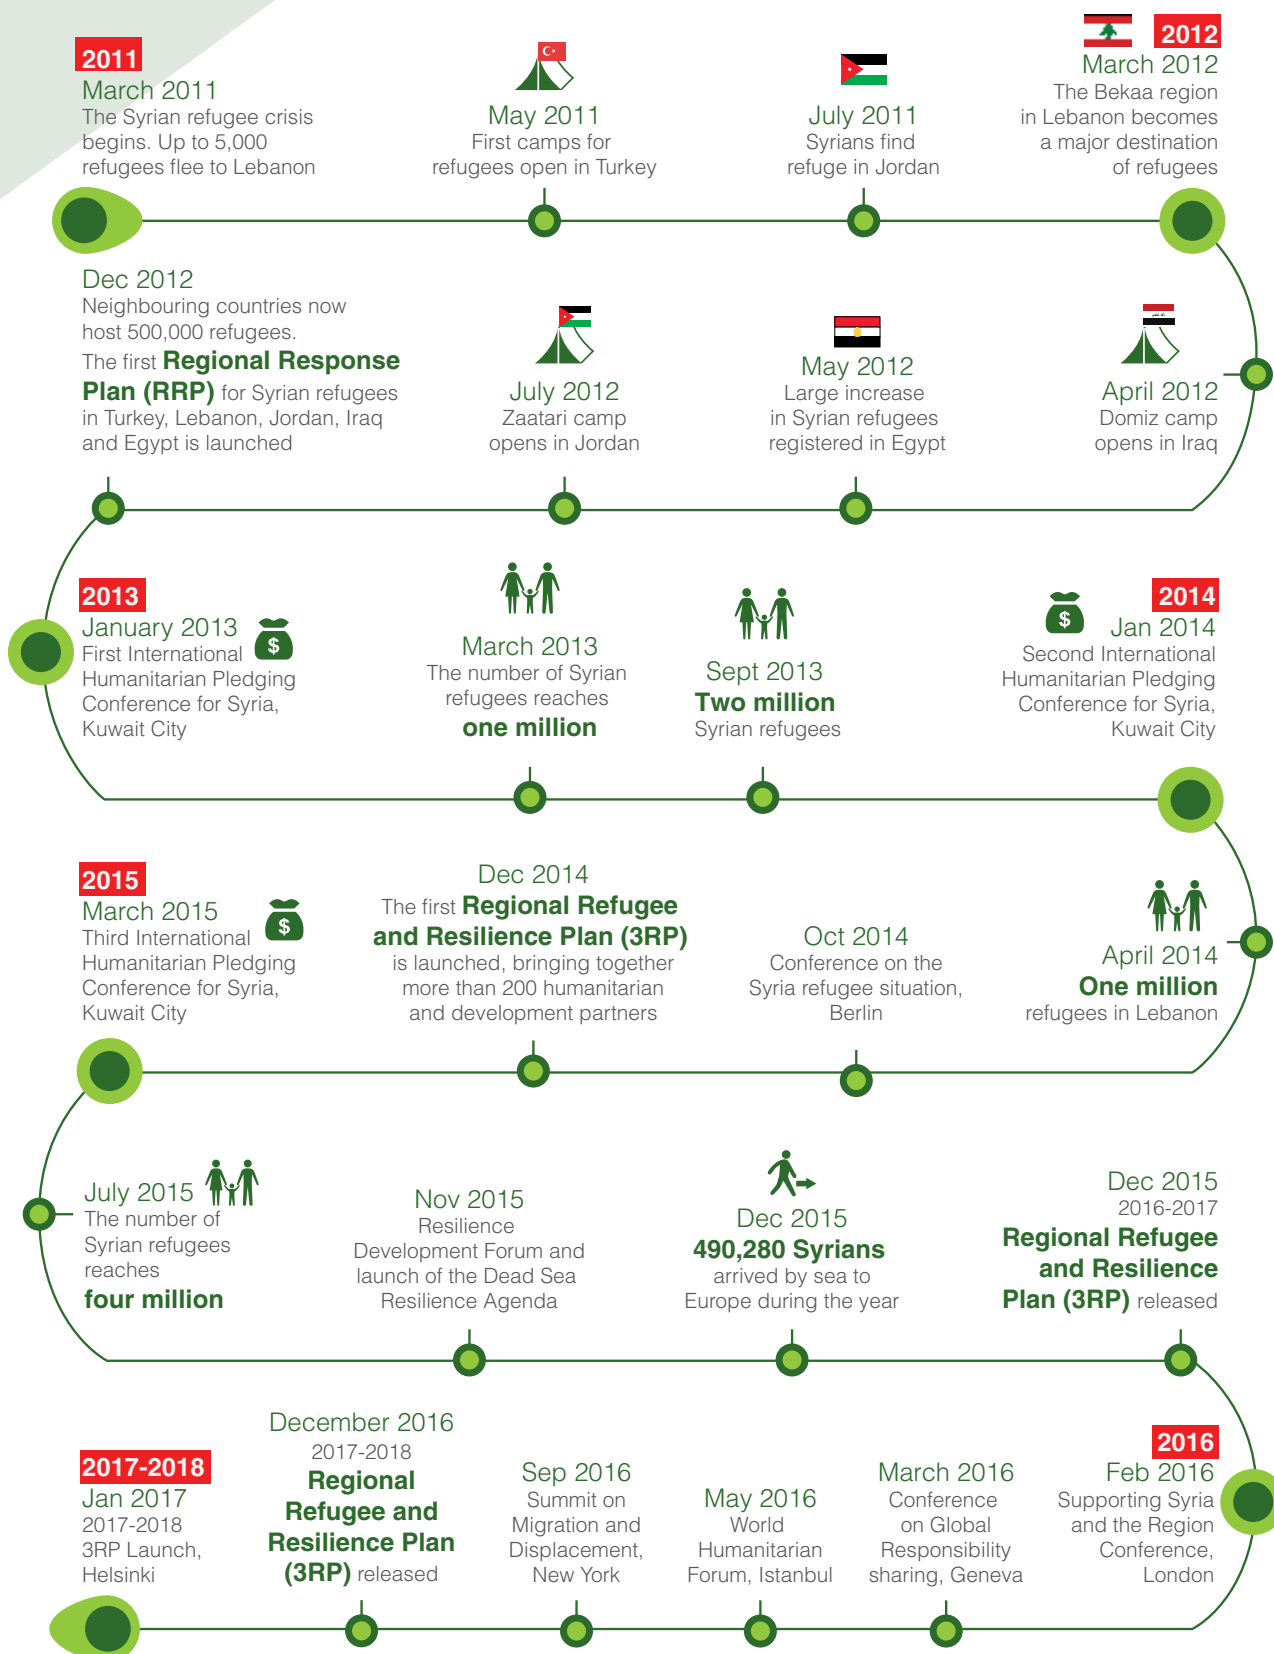 2011
March 2011
The Syrian refugee crisis
begins. Up to 5,000
refugees flee to Lebanon
May 2011
First camps for
refugees open in Turkey
July 2011
Syrians find
refuge in Jordan
2012
March 2012
The Bekaa region
in Lebanon becomes
a major destination
of refugees
April 2012
Domiz camp
opens in Iraq
May 2012
Large increase
in Syrian refugees
registered in Egypt
July 2012
Zaatari camp
opens in Jordan
Dec 2012
Neighbouring countries now
host 500,000 refugees.
The first Regional Response
Plan (RRP) for Syrian refugees
in Turkey, Lebanon, Jordan, Iraq
and Egypt is launched
2013
January 2013
$
First International
Humanitarian Pledging
Conference for Syria,
Kuwait City
March 2013
The number of Syrian
refugees reaches
one million
Sept 2013
Two million
Syrian refugees
2014
$
Jan 2014
Second International
Humanitarian Pledging
Conference for Syria,
Kuwait City
April 2014
One million
refugees in Lebanon
Oct 2014
Conference on the
Syria refugee situation,
Berlin
Dec 2014
The first Regional Refugee
and Resilience Plan (3RP)
is launched, bringing together
more than 200 humanitarian
and development partners
2015
March 2015
$
Third International
Humanitarian Pledging
Conference for Syria,
Kuwait City
July 2015
The number of
Syrian refugees
reaches
four million
Nov 2015
Resilience
Development Forum and
launch of the Dead Sea
Resilience Agenda
Dec 2015
490,280 Syrians
arrived by sea to
Europe during the year
Dec 2015
2016-2017
Regional Refugee
and Resilience
Plan (3RP) released
2016
Feb 2016
Supporting Syria
and the Region
Conference,
London
March 2016
Conference
on Global
Responsibility
sharing, Geneva
May 2016
World
Humanitarian
Forum, Istanbul
Sep 2016
Summit on
Migration and
Displacement,
New York
December 2016
2017-2018
Regional
Refugee and
Resilience Plan
(3RP) released
2017-2018
Jan 2017
2017-2018
3RP Launch,
Helsinki